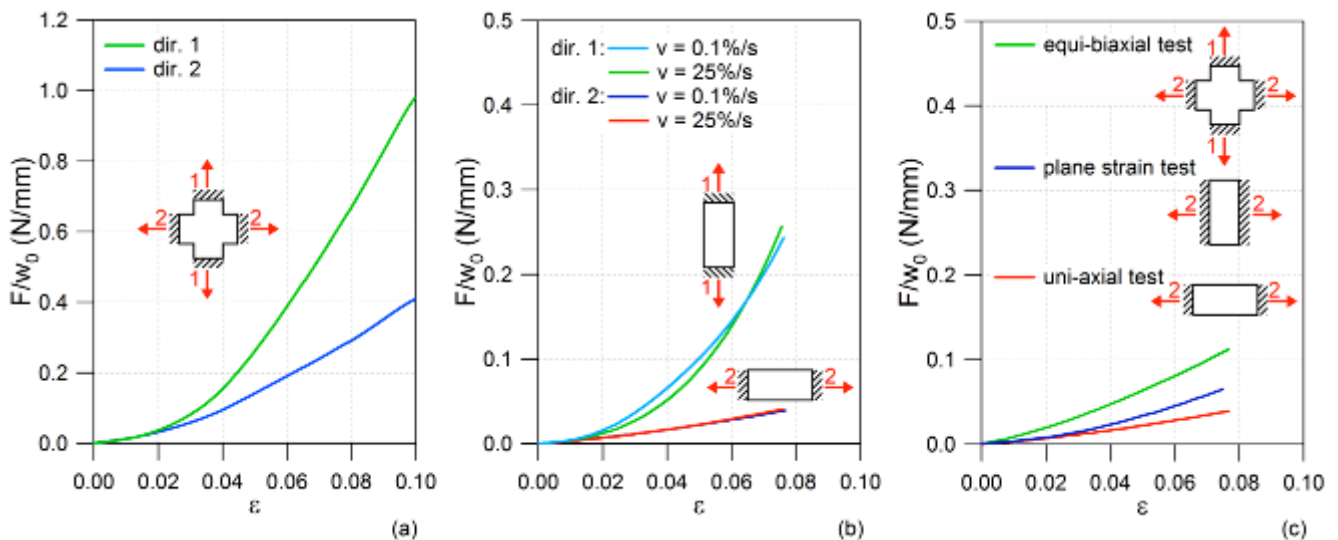 1.2
1.0
0.8
0.6
0.4
0.2
0.0
F/w0 (N/mm)
dir. 1
dir. 2
1
2 2
1
0.00 0.02 0.04 0.06 0.08 0.10
ε
(a)
0.5
0.4
0.3
0.2
0.1
0.0
F/w0 (N/mm)
dir. 1: v = 0.1%/s
v = 25%/s
dir. 2: v = 0.1%/s
v = 25%/s
1
1
2 2
0.00 0.02 0.04 0.06 0.08 0.10
ε
(b)
0.5
0.4
0.3
0.2
0.1
0.0
F/w0 (N/mm)
equi-biaxial test
1
2 2
1
plane strain test
2 2
uni-axial test
2 2
0.00 0.02 0.04 0.06 0.08 0.10
ε
(c)